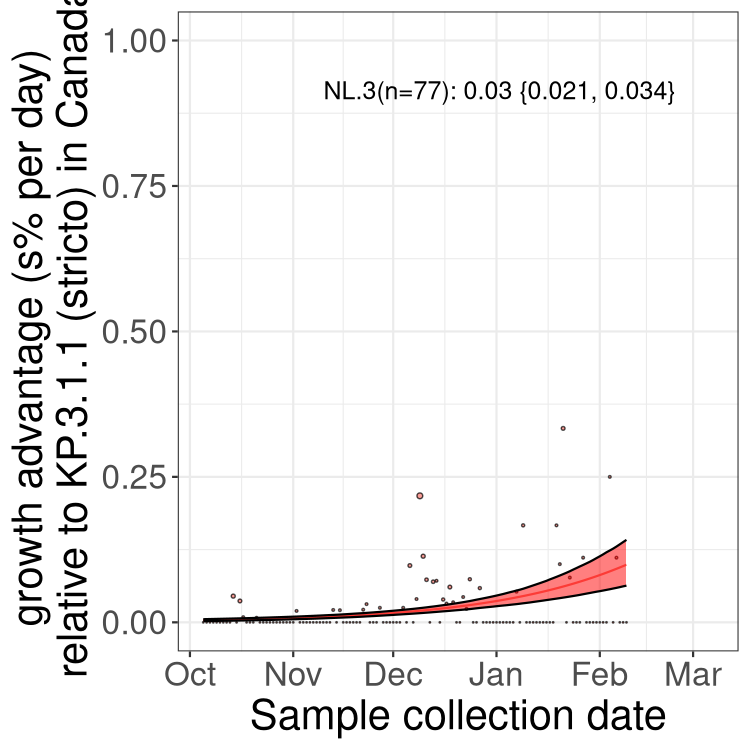 growth advantage (s% per day)
relative to KP.3.1.1 (stricto) in Canada
1.00
0.75
0.50
0.25
0.00
NL.3(n=77): 0.03 {0.021, 0.034}
Oct Nov Dec Jan Feb Mar
Sample collection date